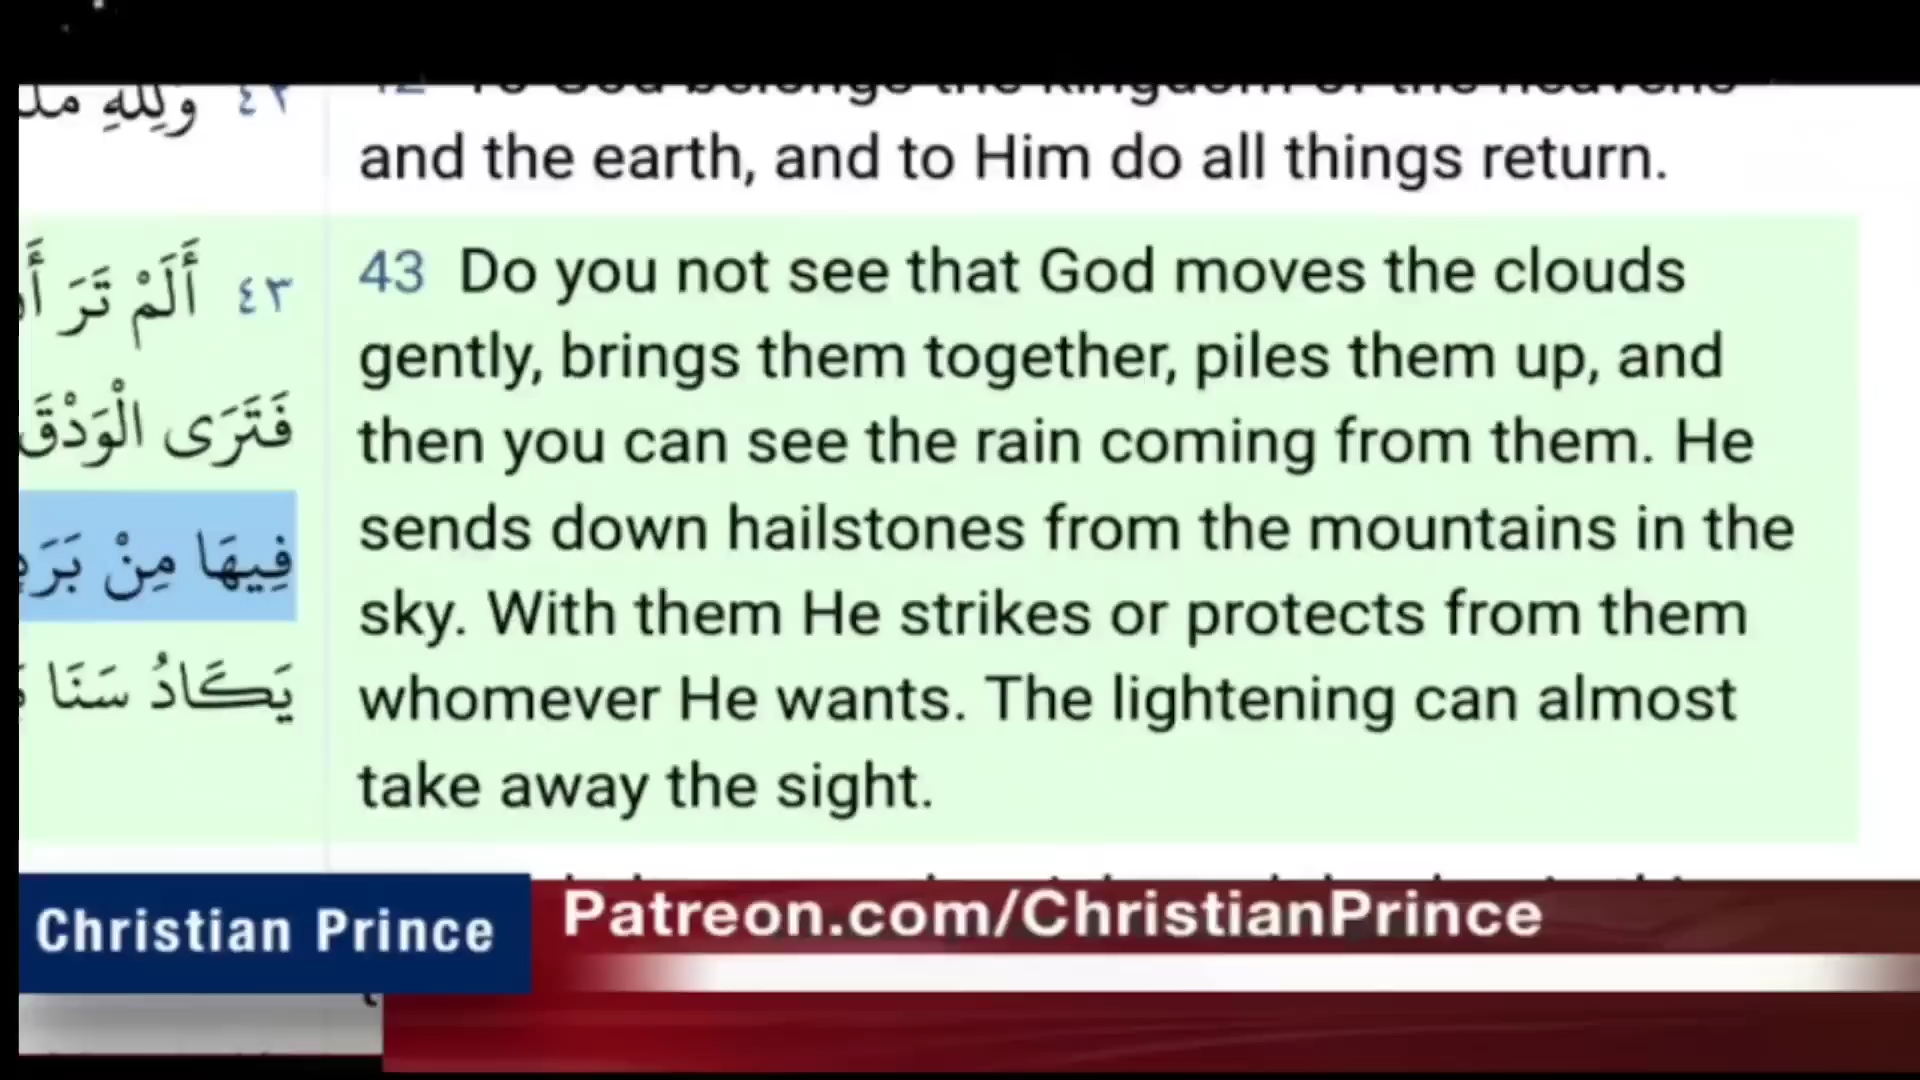 ٤٢ وَلِلَّهِ
and the earth, and to Him do all things return.
٤٣ أَلَمْ تَرَ
43 Do you not see that God moves the clouds
gently, brings them together, piles them up, and
فَتَرَى الْوَدْقَ
then you can see the rain coming from them. He
فِيهَا مِنْ
sends down hailstones from the mountains in the
sky. With them He strikes or protects from them
يَكَادُ سَنَا
whomever He wants. The lightening can almost
take away the sight.
Christian Prince
Patreon.com/ChristianPrince